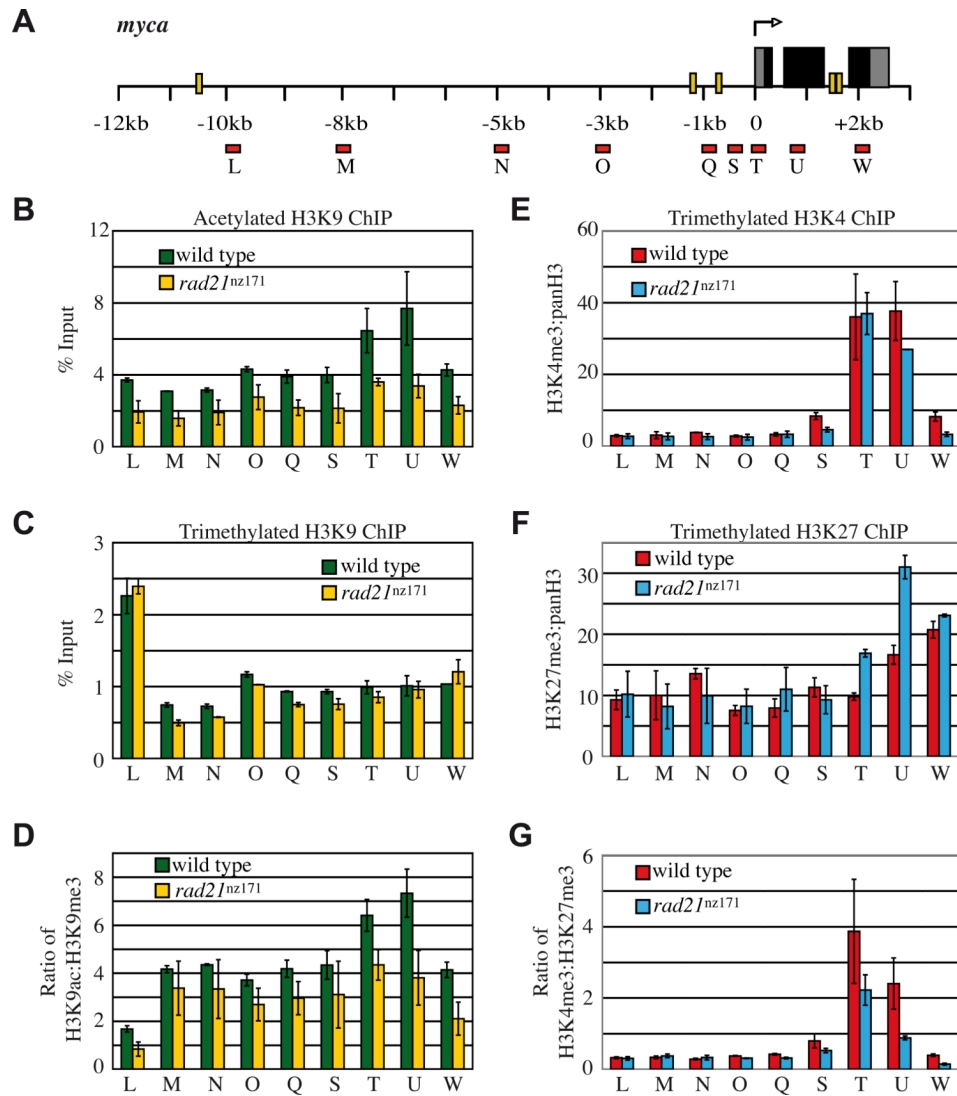 A
myca
-12kb -10kb -8kb -5kb -3kb -1kb 0 +2kb
L M N O Q S T U W
B
Acetylated H3K9 ChIP
wild type
rad21nz171
% Input
12
8
4
0
L M N O Q S T U W
C
Trimethylated H3K9 ChIP
wild type
rad21nz171
% Input
3
2
1
0
L M N O Q S T U W
D
wild type
rad21nz171
Ratio of
H3K9ac:H3K9me3
8
6
4
2
0
L M N O Q S T U W
E
Trimethylated H3K4 ChIP
wild type
rad21nz171
H3K4me3:panH3
60
40
20
0
L M N O Q S T U W
F
Trimethylated H3K27 ChIP
wild type
rad21nz171
H3K27me3:panH3
30
20
10
0
L M N O Q S T U W
G
wild type
rad21nz171
Ratio of
H3K4me3:H3K27me3
6
4
2
0
L M N O Q S T U W